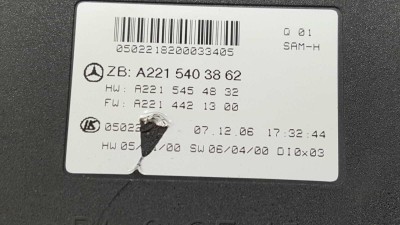 Q 01
0502218200033405
SAM-H
ZB: A221 540 38 62
HW: A221 545 48 32
FW: A221 442 13 00
07.12.06 17:32:44
SW 06/04/00 DI0x03